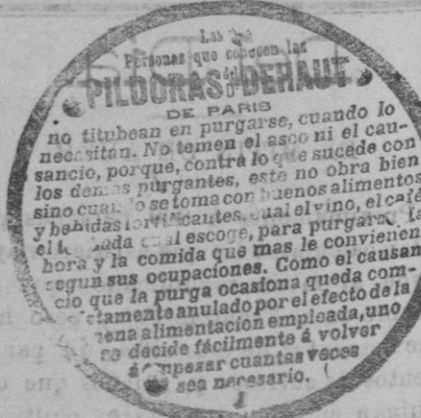 Las
Personas que conocen las
PILDORAS del D DEHAUT
DE PARIS
no titubean en purgarse, cuando lo
necesitan. No temen el asco ni el cau-
sancio, porque, contra lo que sucede con
los demas purgantes, este no obra bien
sino cuando se toma con buenos alimentos
y bebidas fortificantes, cual el vino, el café
el cada cual escoge, para purgarse, la
hora y la comida que mas le convienen
segun sus ocupaciones. Como el causan
cio que la purga ocasiona queda com-
pletamente anulado por el efecto de la
buena alimentacion empleada, uno
se decide fácilmente á volver
á empezar cuantas veces
sea necesario.